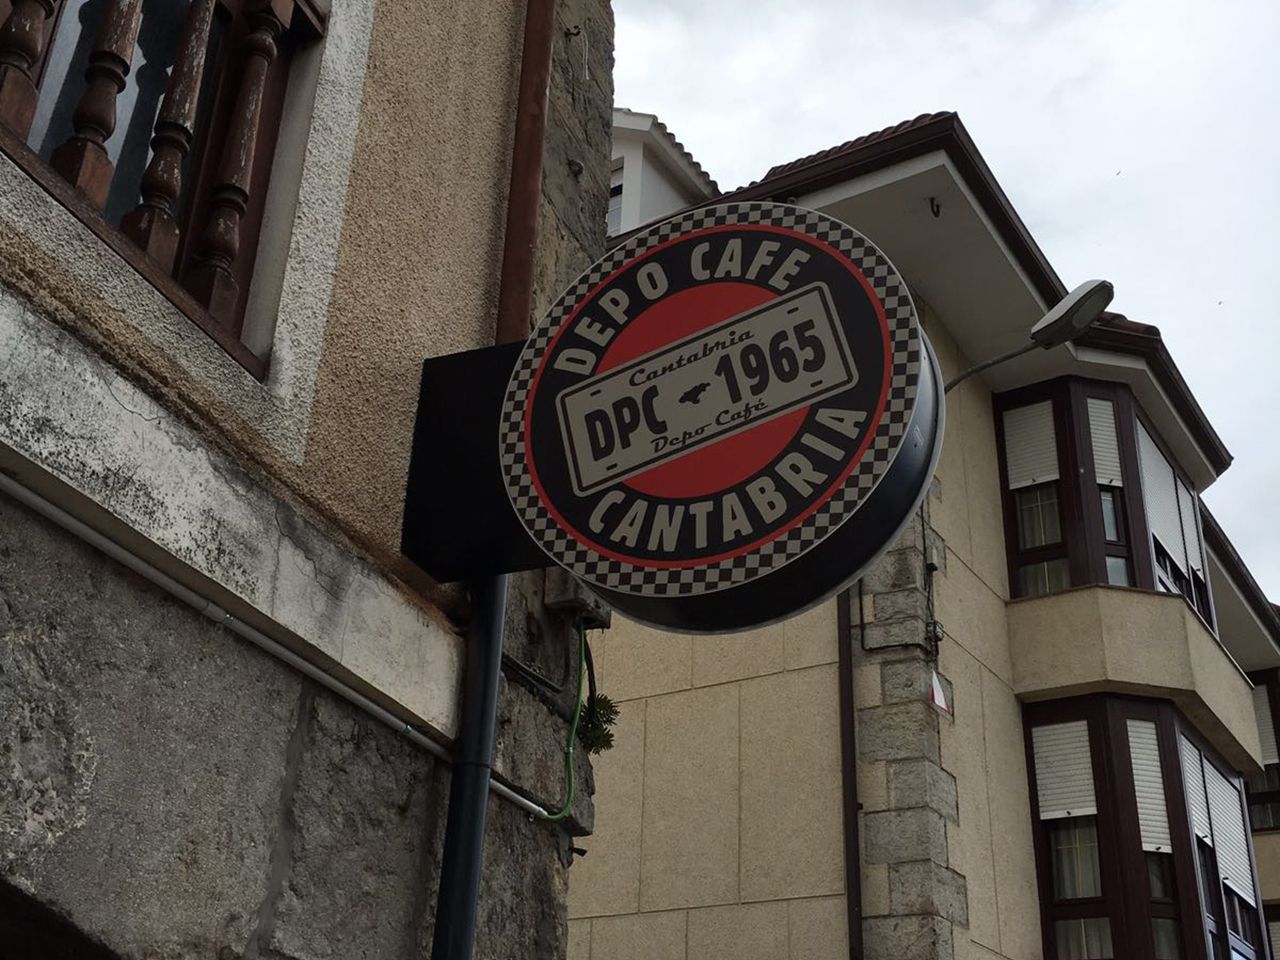 DEPO CAFE
Cantabria
DPC 1965
Depo Café
CANTABRIA